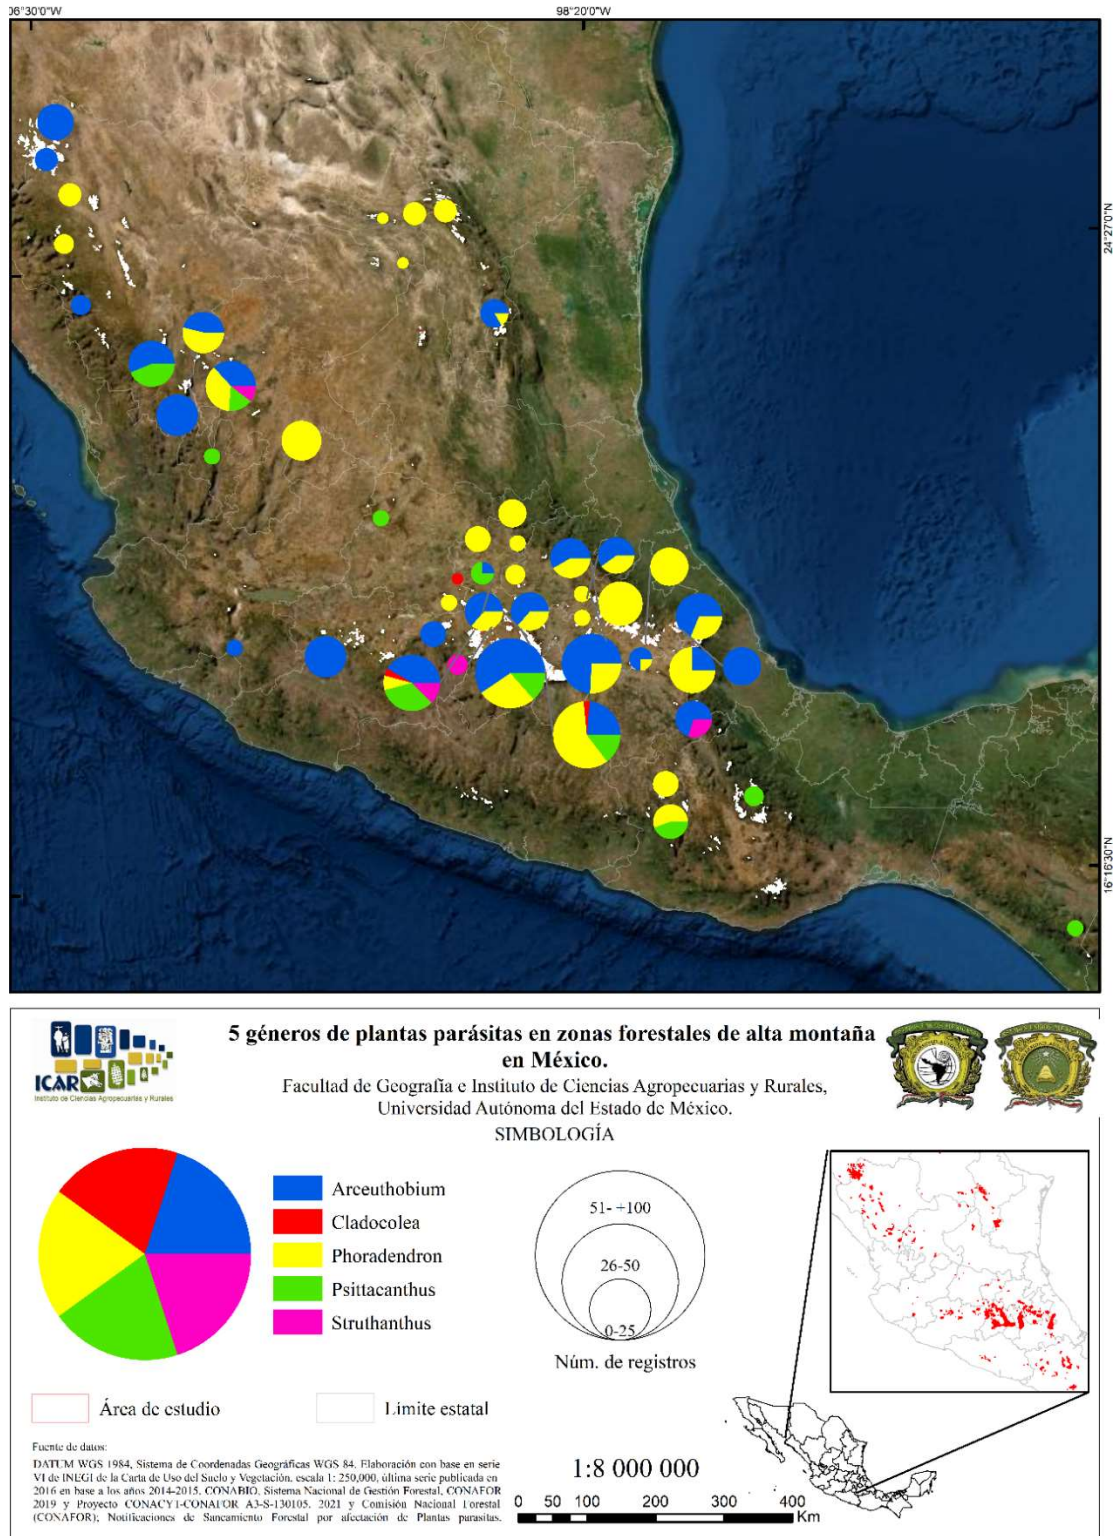 06°30'0"W
98°20'0"W
24°27'0"N
16°16'30"N
5 géneros de plantas parásitas en zonas forestales de alta montaña
en México.
Facultad de Geografía e Instituto de Ciencias Agropecuarias y Rurales,
Universidad Autónoma del Estado de México.
ICAR
Instituto de Ciencias Agropecuarias y Rurales
SIMBOLOGÍA
Arceuthobium
Cladocolea
Phoradendron
Psittacanthus
Struthanthus
51- +100
26-50
0-25
Núm. de registros
Área de estudio
Límite estatal
Fuente de datos:
DATUM WGS 1984, Sistema de Coordenadas Geográficas WGS 84. Elaboración con base en serie
VI de INEGI de la Carta de Uso del Suelo y Vegetación, escala 1: 250,000, última serie publicada en
2016 en base a los años 2014-2015. CONABIO, Sistema Nacional de Gestión Forestal, CONAFOR
2019 y Proyecto CONACYT-CONAFOR A3-S-130105, 2021 y Comisión Nacional Forestal
(CONAFOR); Notificaciones de Saneamiento Forestal por afectación de Plantas parasitas.
1:8 000 000
0 50 100 200 300 400
Km